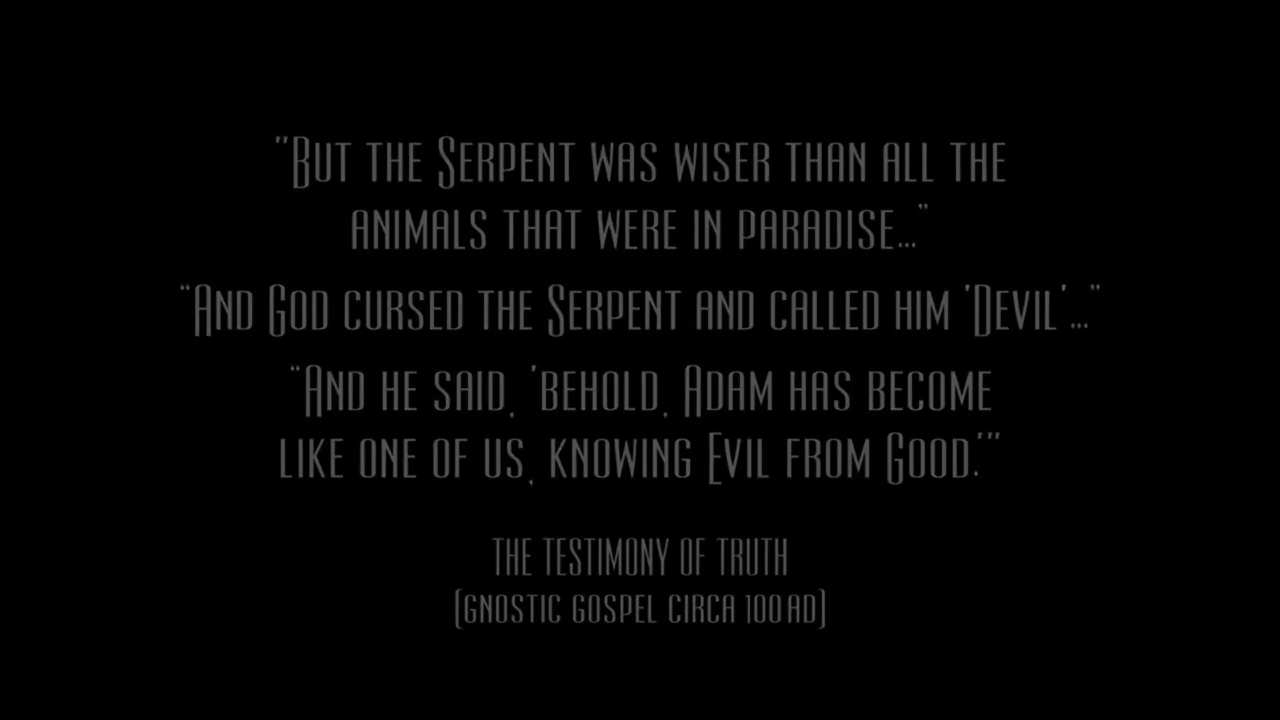 "But the Serpent was wiser than all the
animals that were in paradise..."
"And God cursed the Serpent and called him 'Devil'..."
"And he said, 'behold, Adam has become
like one of us, knowing Evil from Good.'"
THE TESTIMONY OF TRUTH
(GNOSTIC GOSPEL CIRCA 100 AD)